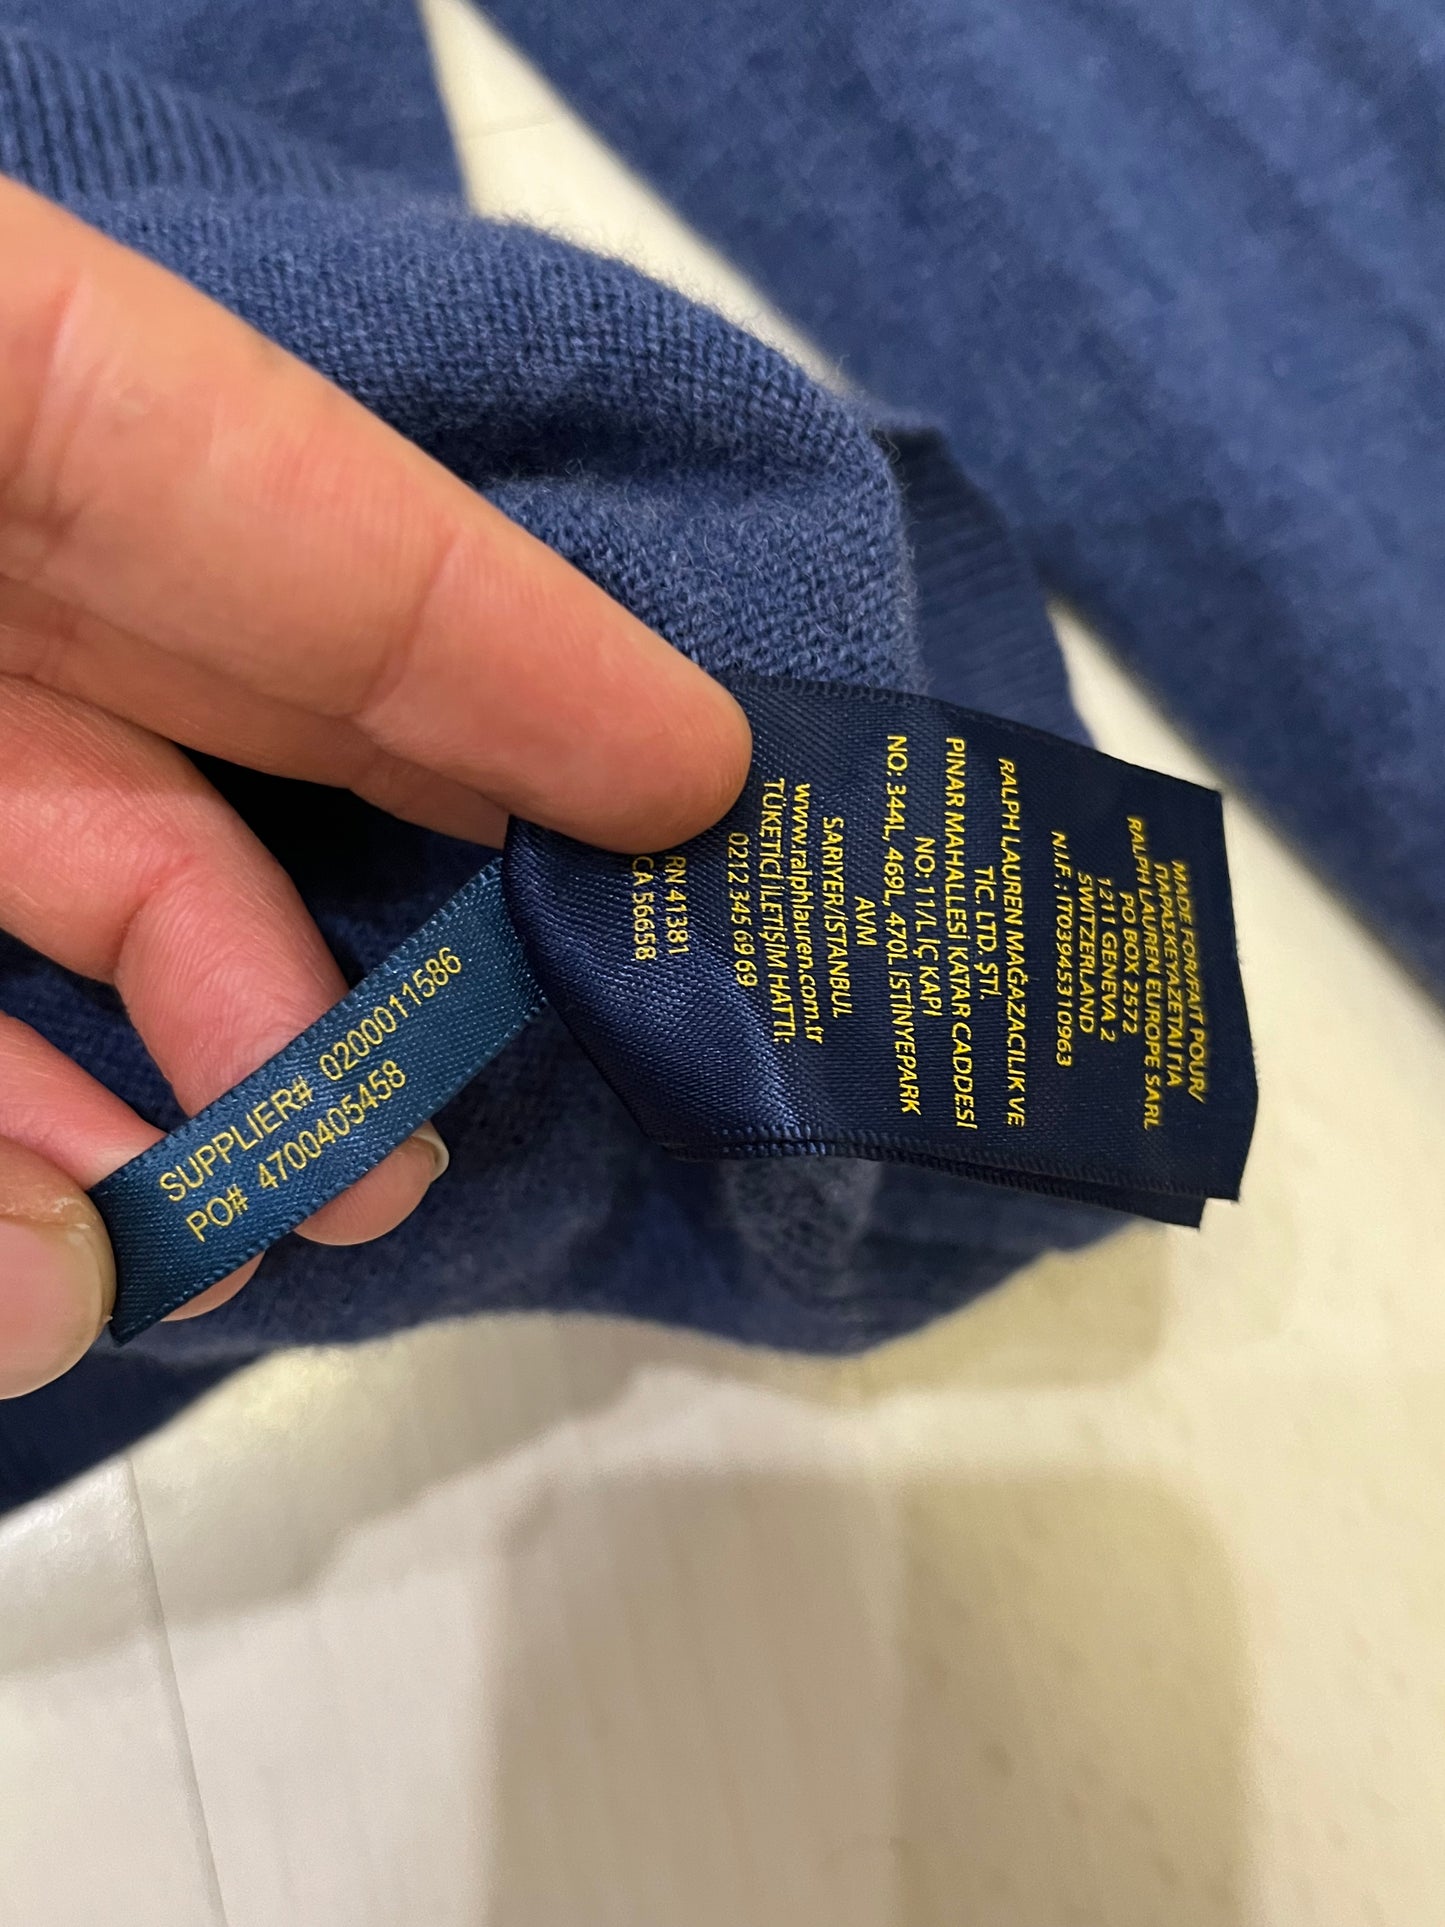 MADE FOR/FAIT POUR/
ΠΑΡΑΣΚΕΥΑΖΕΤΑΙ ΓΙΑ
RALPH LAUREN EUROPE SARL
PO BOX 2572
1211 GENEVA 2
SWITZERLAND
N.I.F : IT03945310963
RALPH LAUREN MAĞAZACILIK VE
TİC. LTD. ŞTİ.
PINAR MAHALLESİ KATAR CADDESİ
NO:11/L İÇ KAPI
NO: 344L, 469L, 470L İSTİNYEPARK
AVM
SARIYER/İSTANBUL
www.ralphlauren.com.tr
TÜKETİCİ İLETİŞİM HATTI:
0212 345 69 69
RN 41381
CA 56658
SUPPLIER# 0200011586
PO# 4700405458